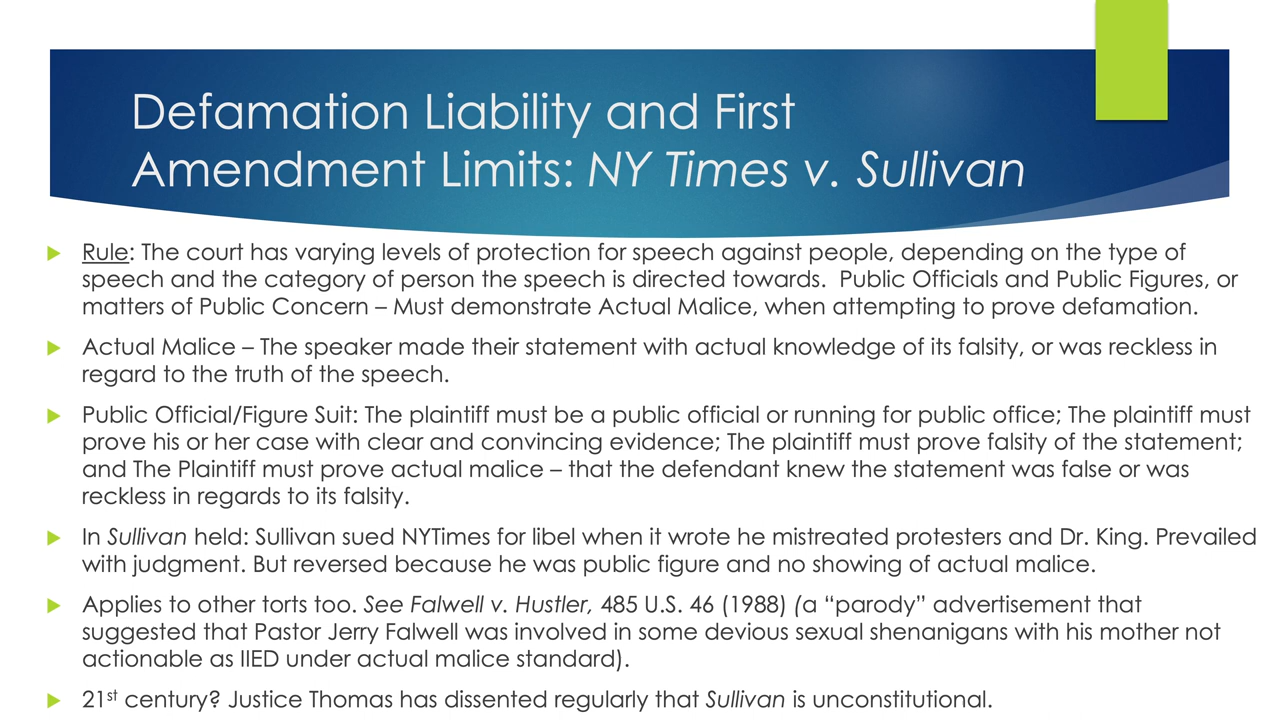 Defamation Liability and First
Amendment Limits: NY Times v. Sullivan
Rule: The court has varying levels of protection for speech against people, depending on the type of
speech and the category of person the speech is directed towards.  Public Officials and Public Figures, or
matters of Public Concern – Must demonstrate Actual Malice, when attempting to prove defamation.
Actual Malice – The speaker made their statement with actual knowledge of its falsity, or was reckless in
regard to the truth of the speech.
Public Official/Figure Suit: The plaintiff must be a public official or running for public office; The plaintiff must
prove his or her case with clear and convincing evidence; The plaintiff must prove falsity of the statement;
and The Plaintiff must prove actual malice – that the defendant knew the statement was false or was
reckless in regards to its falsity.
In Sullivan held: Sullivan sued NYTimes for libel when it wrote he mistreated protesters and Dr. King. Prevailed
with judgment. But reversed because he was public figure and no showing of actual malice.
Applies to other torts too. See Falwell v. Hustler, 485 U.S. 46 (1988) (a “parody” advertisement that
suggested that Pastor Jerry Falwell was involved in some devious sexual shenanigans with his mother not
actionable as IIED under actual malice standard).
21st century? Justice Thomas has dissented regularly that Sullivan is unconstitutional.